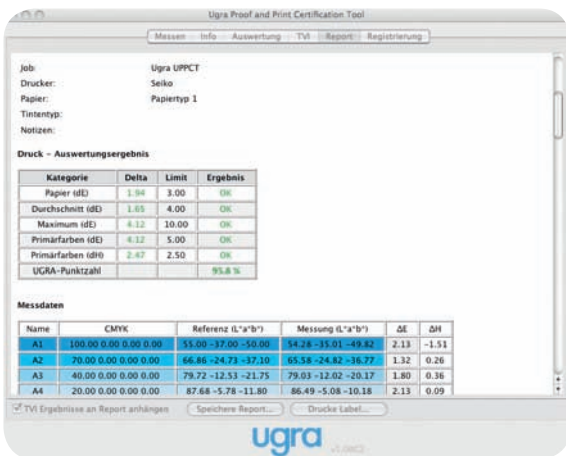 Ugra Proof and Print Certification Tool
Messen Info Auswertung TVI Report Registrierung
Job: Ugra UPPCT
Drucker: Seiko
Papier: Papiertyp 1
Tintentyp:
Notizen:
Druck – Auswertungsergebnis
Kategorie Delta Limit Ergebnis
Papier (dE) 1.94 3.00 OK
Durchschnitt (dE) 1.65 4.00 OK
Maximum (dE) 4.12 10.00 OK
Primärfarben (dE) 4.12 5.00 OK
Primärfarben (dH) 2.47 2.50 OK
UGRA-Punktzahl 95.8 %
Messdaten
Name CMYK Referenz (L*a*b*) Messung (L*a*b*) ΔE ΔH
A1 100.00 0.00 0.00 0.00 55.00 -37.00 -50.00 54.28 -35.01 -49.82 2.13 -1.51
A2 70.00 0.00 0.00 0.00 66.86 -24.73 -37.10 65.58 -24.82 -36.77 1.32 0.26
A3 40.00 0.00 0.00 0.00 79.72 -12.53 -21.75 79.03 -12.02 -20.17 1.80 0.36
A4 20.00 0.00 0.00 0.00 87.68 -5.78 -11.80 86.49 -5.08 -10.18 2.13 0.09
TVI Ergebnisse an Report anhängen Speichere Report... Drucke Label...
ugra